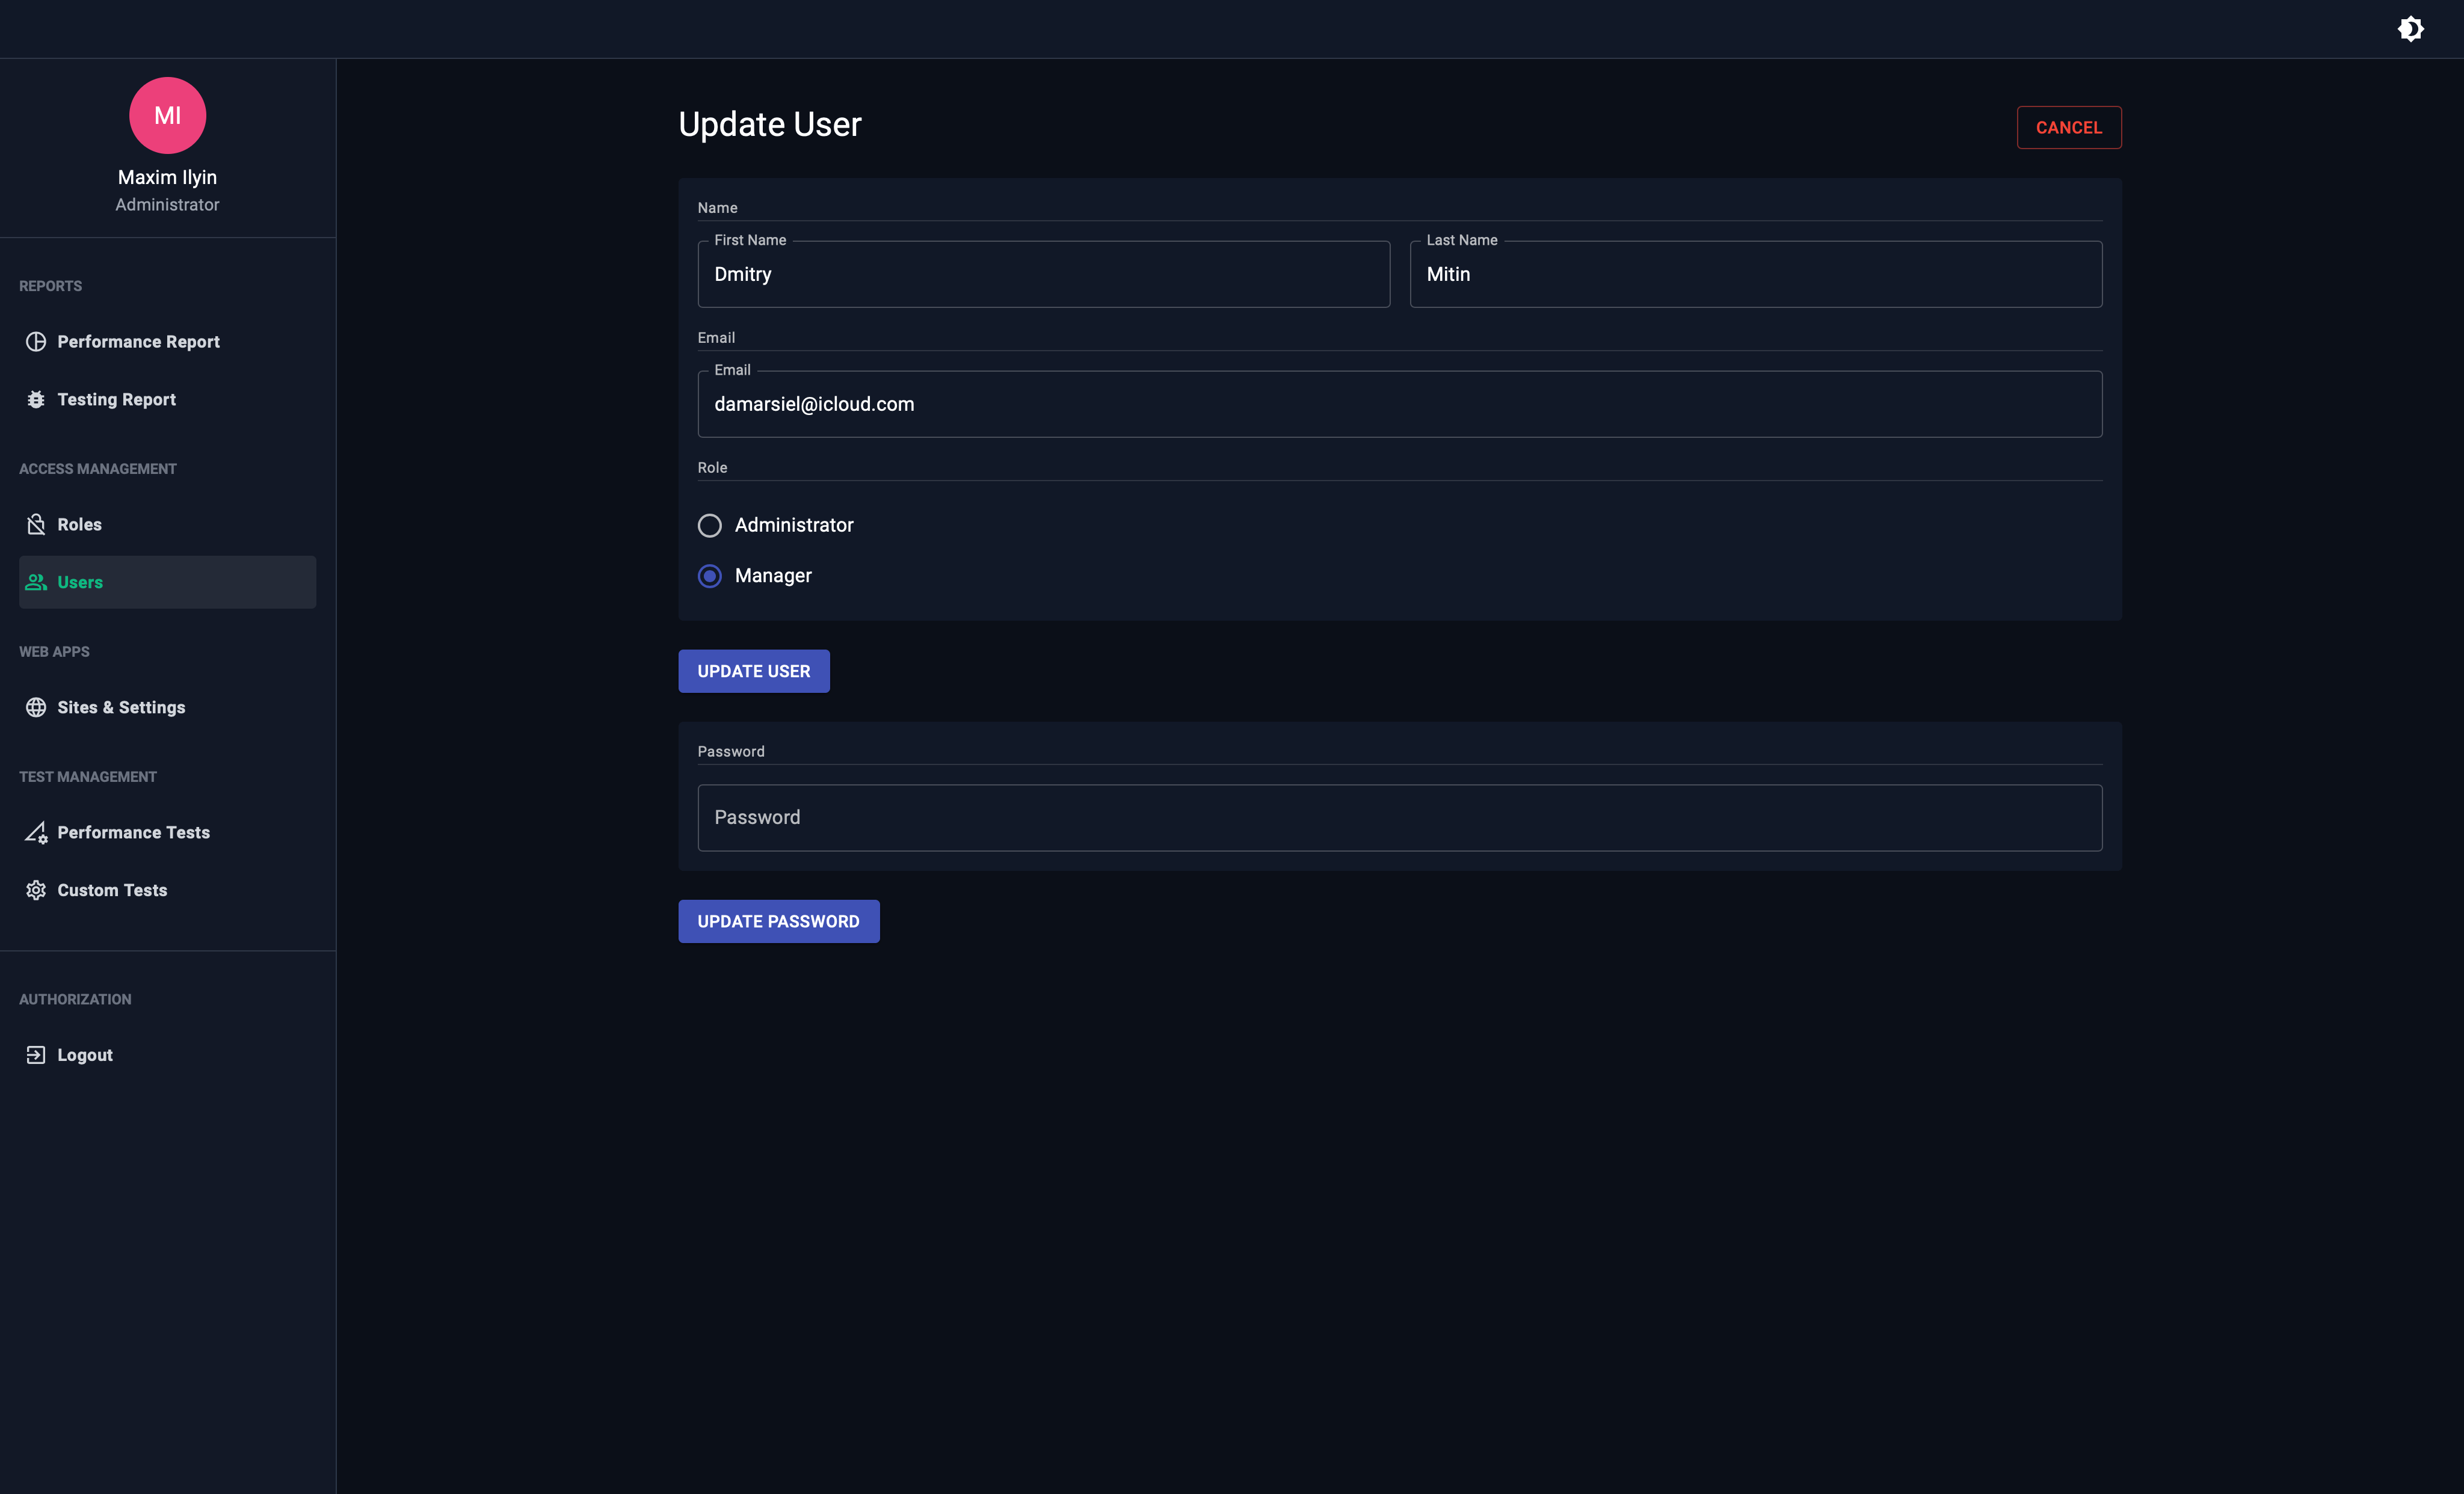 MI
Maxim Ilyin
Administrator
REPORTS
Performance Report
Testing Report
ACCESS MANAGEMENT
Roles
Users
WEB APPS
Sites & Settings
TEST MANAGEMENT
Performance Tests
Custom Tests
AUTHORIZATION
Logout
Update User
CANCEL
Name
First Name
Dmitry
Last Name
Mitin
Email
Email
damarsiel@icloud.com
Role
Administrator
Manager
UPDATE USER
Password
Password
UPDATE PASSWORD